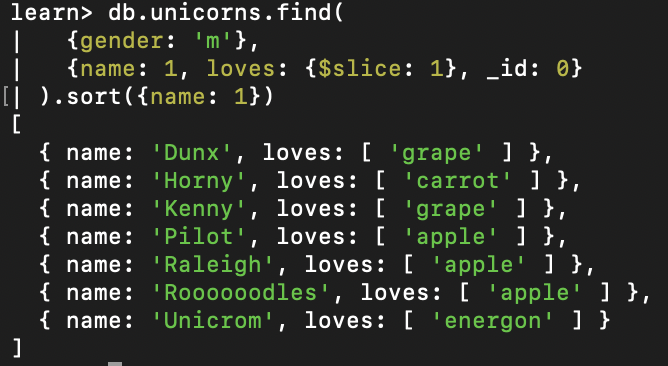 learn> db.unicorns.find(
|    {gender: 'm'},
|    {name: 1, loves: {$slice: 1}, _id: 0}
[| ).sort({name: 1})
[
  { name: 'Dunx', loves: [ 'grape' ] },
  { name: 'Horny', loves: [ 'carrot' ] },
  { name: 'Kenny', loves: [ 'grape' ] },
  { name: 'Pilot', loves: [ 'apple' ] },
  { name: 'Raleigh', loves: [ 'apple' ] },
  { name: 'Roooooodles', loves: [ 'apple' ] },
  { name: 'Unicrom', loves: [ 'energon' ] }
]